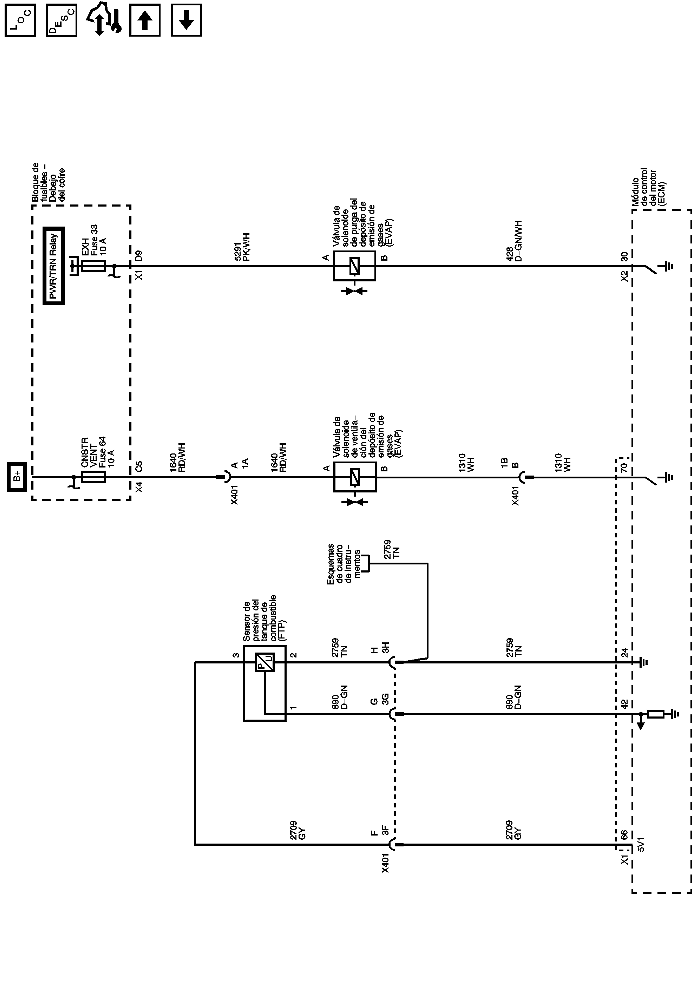 LOC
DESC
Bloque de
fusibles –
Debajo
del cofre
PWR/TRN Relay
EXH
Fuse 33
10 A
X1 D9
5291
PK/WH
A
Válvula de
solenoide
de purga del
depósito de
emisión de
gases
(EVAP)
B
428
D–GN/WH
X2 30
Módulo
de control
del motor
(ECM)
B+
CNSTR
VENT
Fuse 64
10 A
X4 C5
1640
RD/WH
A
1A
X401
1640
RD/WH
A
Válvula de
solenoide
de ventila–
ción del
depósito de
emisión de
gases
(EVAP)
B
1310
WH
1B
B
X401
1310
WH
70
Esquemas
de cuadro
de instru–
mentos
2759
TN
Sensor de
presión del
tanque de
combustible
(FTP)
3
P
U
2
2759
TN
H
3H
2759
TN
24
1
890
D–GN
G
3G
890
D–GN
42
2709
GY
F
3F
X401
2709
GY
X1 66
5V1